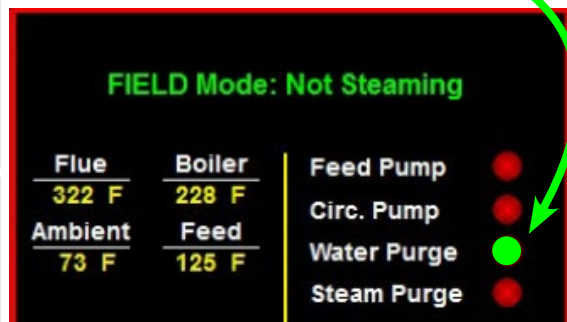 FIELD Mode: Not Steaming
Flue Boiler
322 F 228 F
Ambient Feed
73 F 125 F
Feed Pump
Circ. Pump
Water Purge
Steam Purge